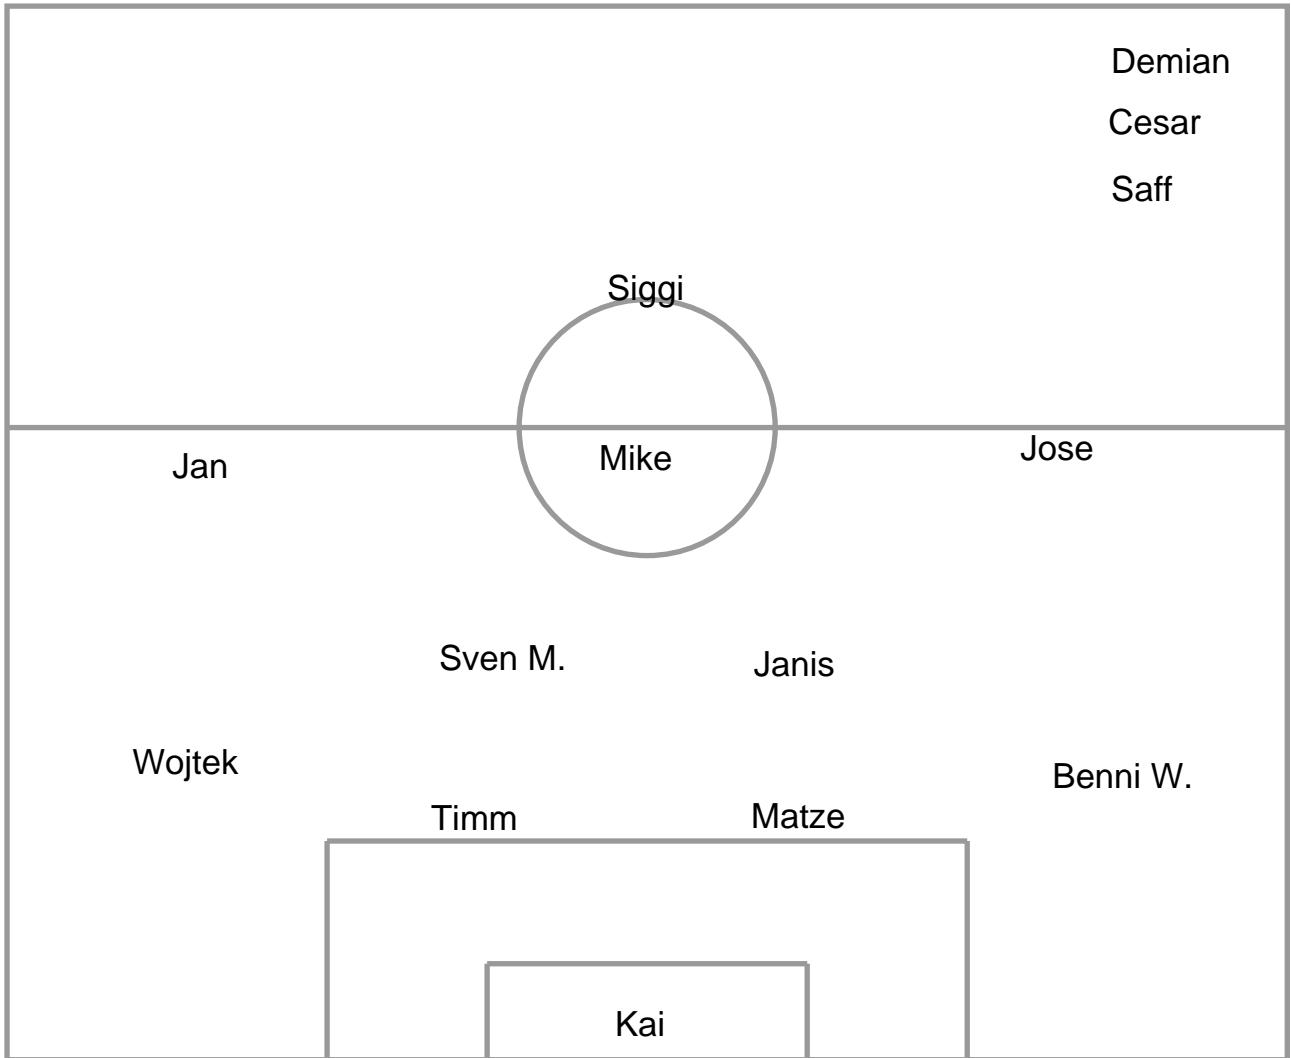 Demian
Cesar
Saff
Siggi
Jan
Mike
Jose
Sven M.
Janis
Wojtek
Benni W.
Timm
Matze
Kai